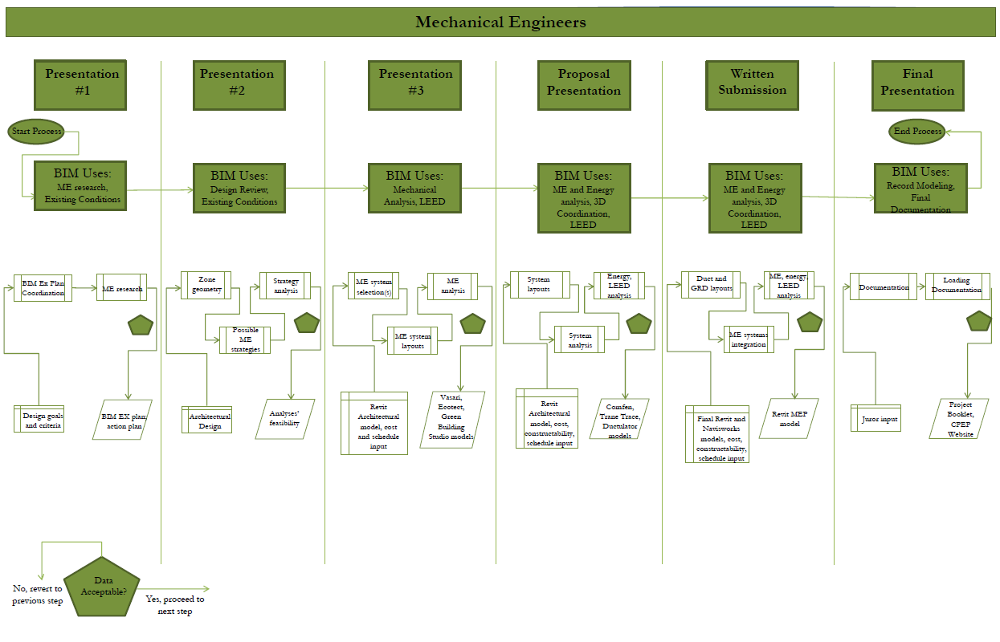 Mechanical Engineers
Presentation
#1
Presentation
#2
Presentation
#3
Proposal
Presentation
Written
Submission
Final
Presentation
Start Process
End Process
BIM Uses:
ME research,
Existing Conditions
BIM Uses:
Design Review,
Existing Conditions
BIM Uses:
Mechanical
Analysis, LEED
BIM Uses:
ME and Energy
analysis, 3D
Coordination,
LEED
BIM Uses:
ME and Energy
analysis, 3D
Coordination,
LEED
BIM Uses:
Record Modeling,
Final
Documentation
BIM Ex Plan
Coordination
ME research
Zone
geometry
Strategy
analysis
Possible
ME
strategies
ME system
selection(s)
ME
analysis
ME system
layouts
System
layouts
Energy,
LEED
analysis
System
analysis
Duct and
GRD layouts
ME, energy,
LEED
analysis
ME systems
integration
Documentation
Loading
Documentation
Design goals
and criteria
BIM EX plan;
action plan
Architectural
Design
Analyses'
feasibility
Revit
Architectural
model, cost
and schedule
input
Vasari,
Ecotect,
Green
Building
Studio models
Revit
Architectural
model, cost,
constructability,
schedule input
Comfen,
Trane Trace,
Ductulator
models
Final Revit and
Navisworks
models, cost,
constructability,
schedule input
Revit MEP
model
Juror input
Project
Booklet,
CPEP
Website
Data
Acceptable?
No, revert to
previous step
Yes, proceed to
next step